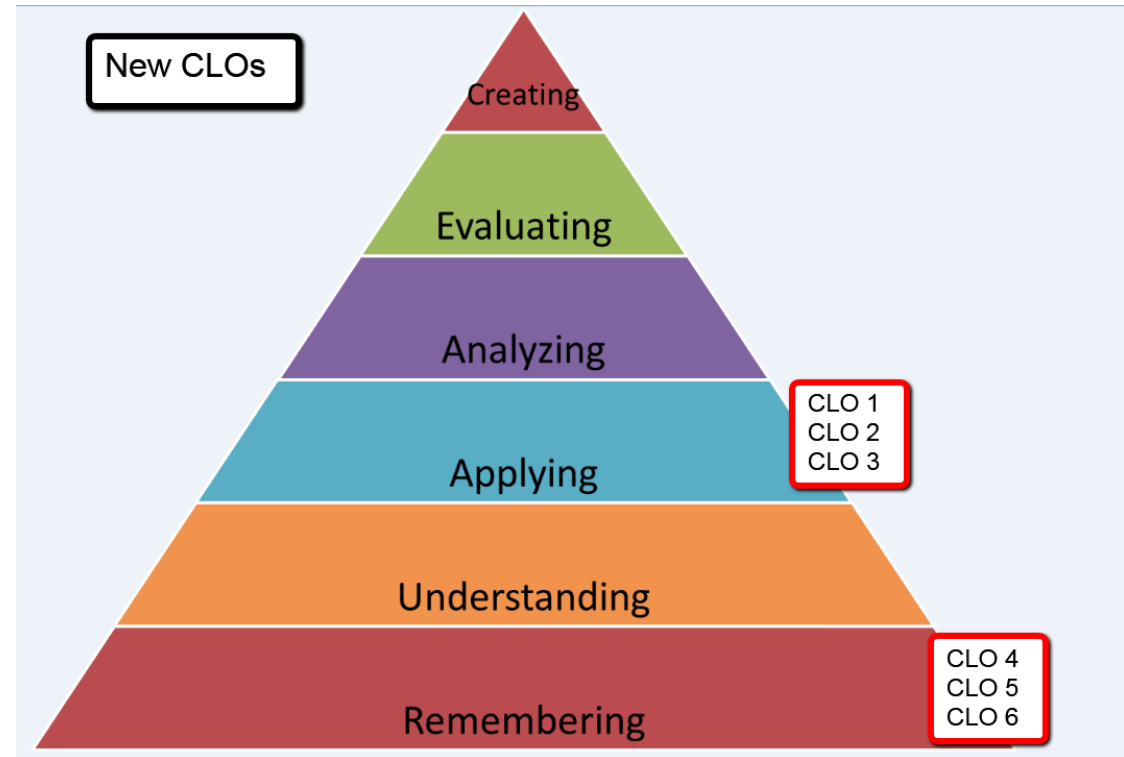 New CLOs
Creating
Evaluating
Analyzing
CLO 1
CLO 2
CLO 3
Applying
Understanding
CLO 4
CLO 5
CLO 6
Remembering